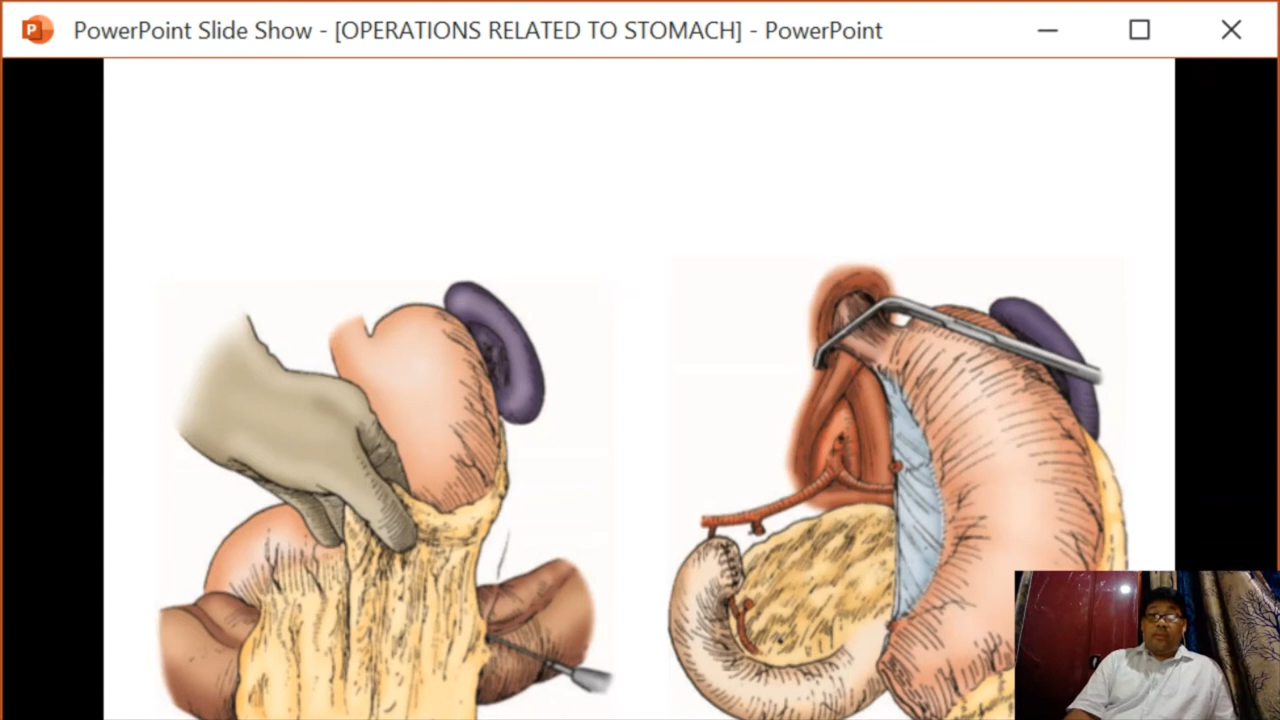 PowerPoint Slide Show - [OPERATIONS RELATED TO STOMACH] - PowerPoint